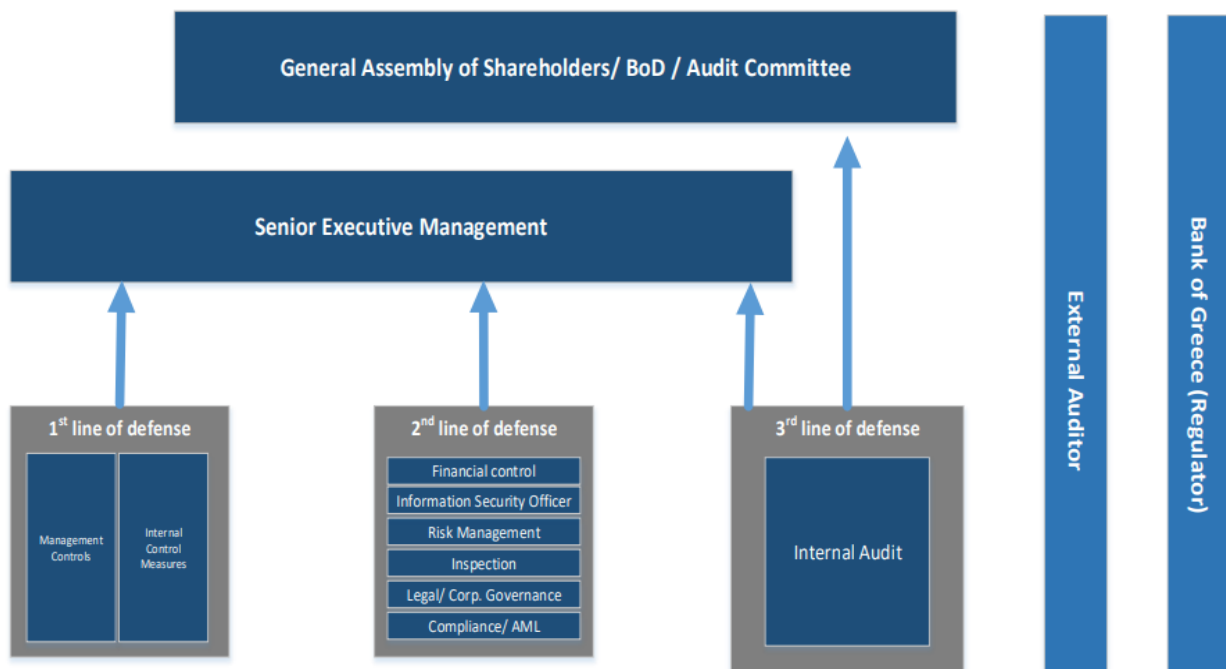 General Assembly of Shareholders/ BoD / Audit Committee
Senior Executive Management
1st line of defense
Management
Controls
Internal
Control
Measures
2nd line of defense
Financial control
Information Security Officer
Risk Management
Inspection
Legal/ Corp. Governance
Compliance/ AML
3rd line of defense
Internal Audit
External Auditor
Bank of Greece (Regulator)